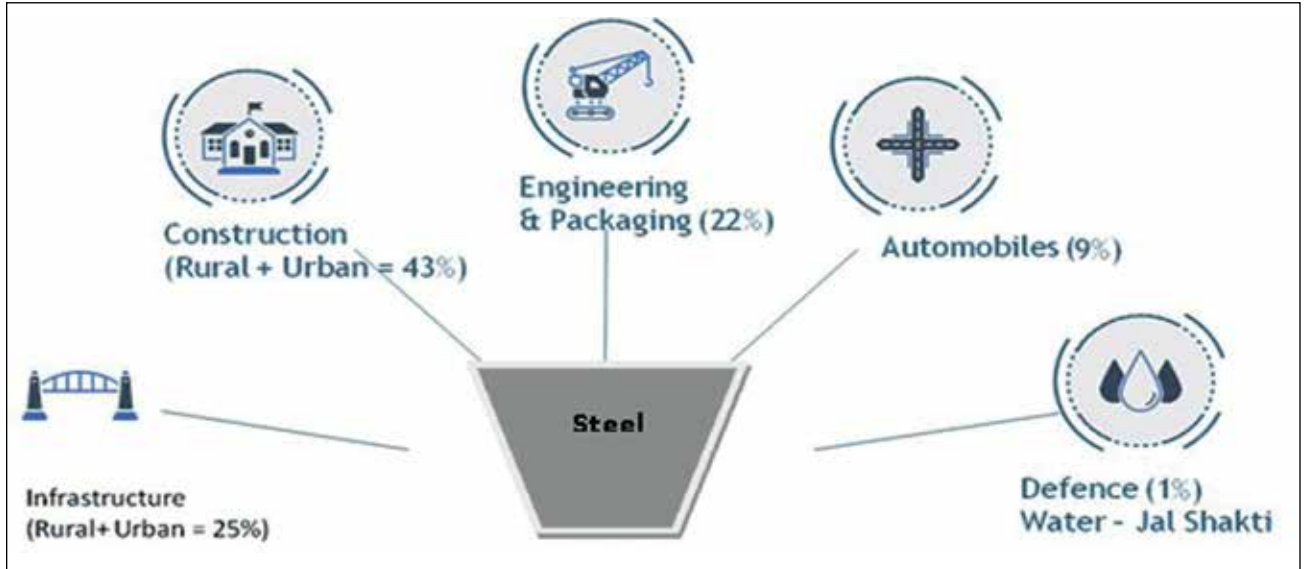 Engineering
& Packaging (22%)
Construction
(Rural + Urban = 43%)
Automobiles (9%)
Steel
Infrastructure
(Rural+ Urban = 25%)
Defence (1%)
Water - Jal Shakti